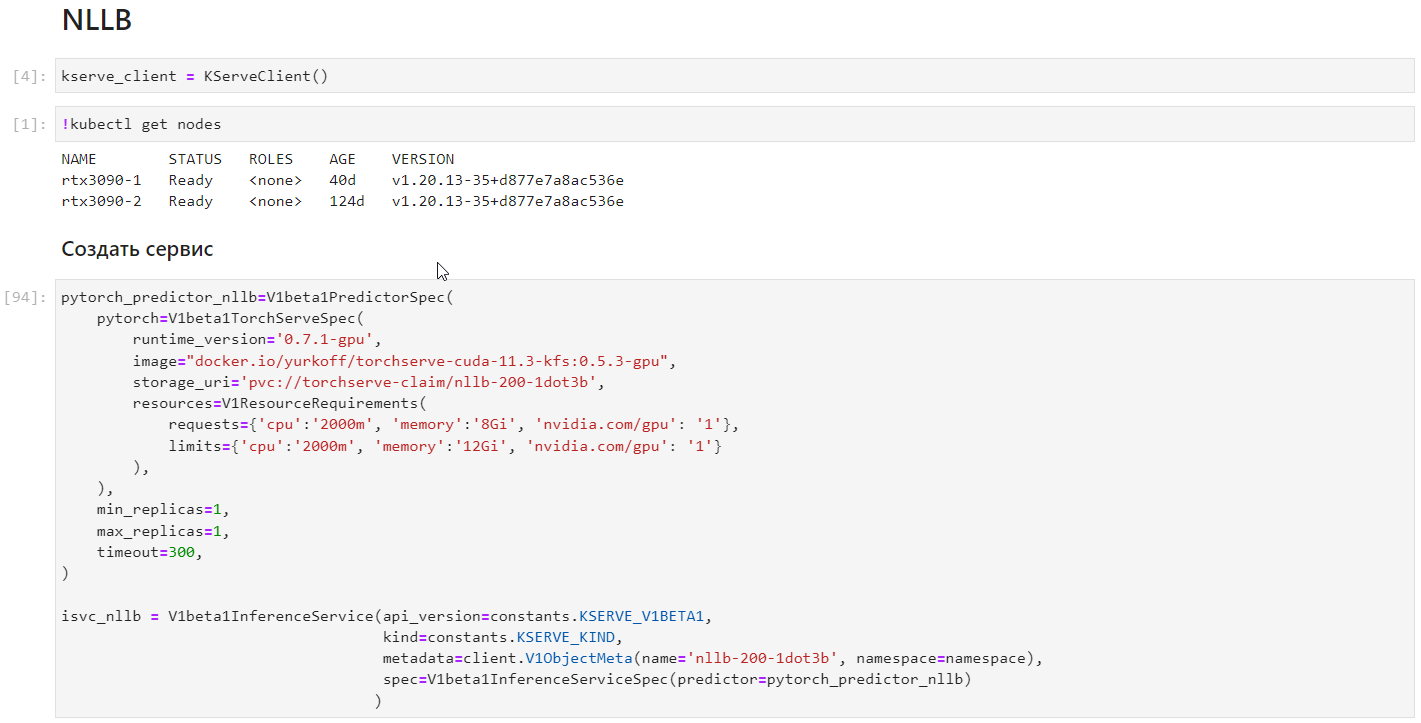 NLLB
[4]: kserve_client = KServeClient()
[1]: !kubectl get nodes
NAME STATUS ROLES AGE VERSION
rtx3090-1 Ready <none> 40d v1.20.13-35+d877e7a8ac536e
rtx3090-2 Ready <none> 124d v1.20.13-35+d877e7a8ac536e
Создать сервис
[94]: pytorch_predictor_nllb=V1beta1PredictorSpec(
    pytorch=V1beta1TorchServeSpec(
        runtime_version='0.7.1-gpu',
        image="docker.io/yurkoff/torchserve-cuda-11.3-kfs:0.5.3-gpu",
        storage_uri='pvc://torchserve-claim/nllb-200-1dot3b',
        resources=V1ResourceRequirements(
            requests={'cpu':'2000m', 'memory':'8Gi', 'nvidia.com/gpu': '1'},
            limits={'cpu':'2000m', 'memory':'12Gi', 'nvidia.com/gpu': '1'}
        ),
    ),
    min_replicas=1,
    max_replicas=1,
    timeout=300,
)
isvc_nllb = V1beta1InferenceService(api_version=constants.KSERVE_V1BETA1,
                                    kind=constants.KSERVE_KIND,
                                    metadata=client.V1ObjectMeta(name='nllb-200-1dot3b', namespace=namespace),
                                    spec=V1beta1InferenceServiceSpec(predictor=pytorch_predictor_nllb)
                                   )